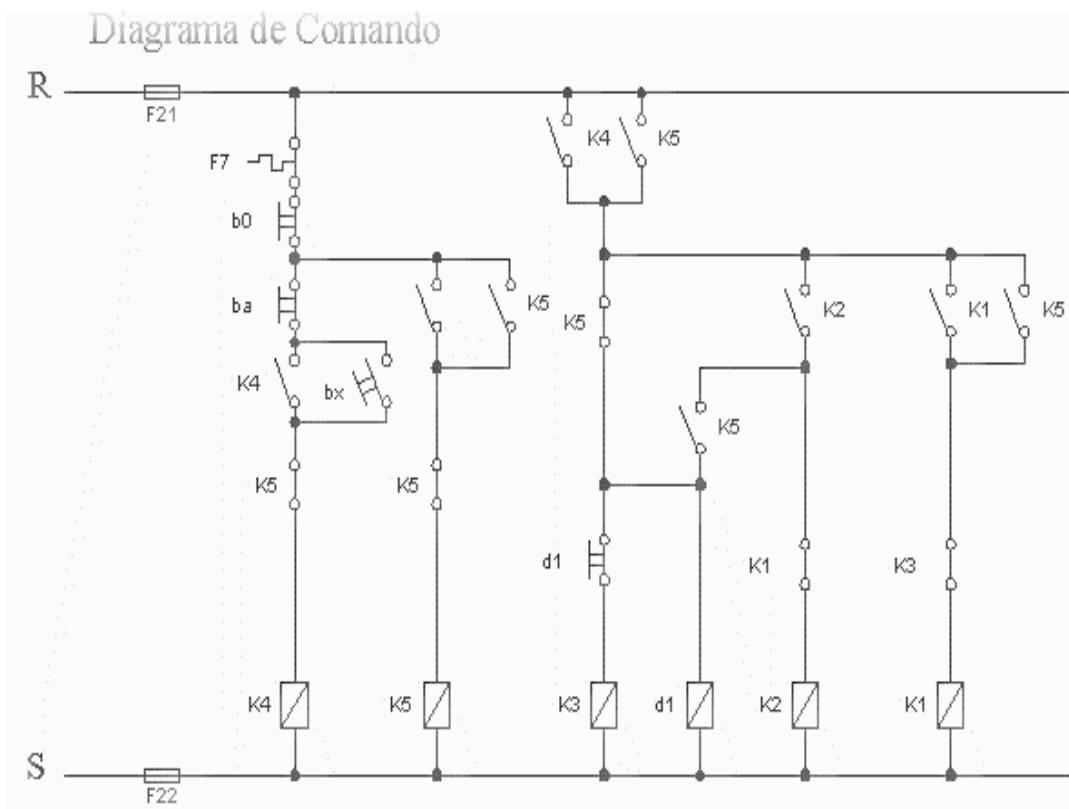 Diagrama de Comando
R
F21
K4
K5
F7
b0
ba
K5
K5
K2
K1
K5
K4
bx
K5
K5
K5
d1
K1
K3
K4
K5
K3
d1
K2
K1
S
F22